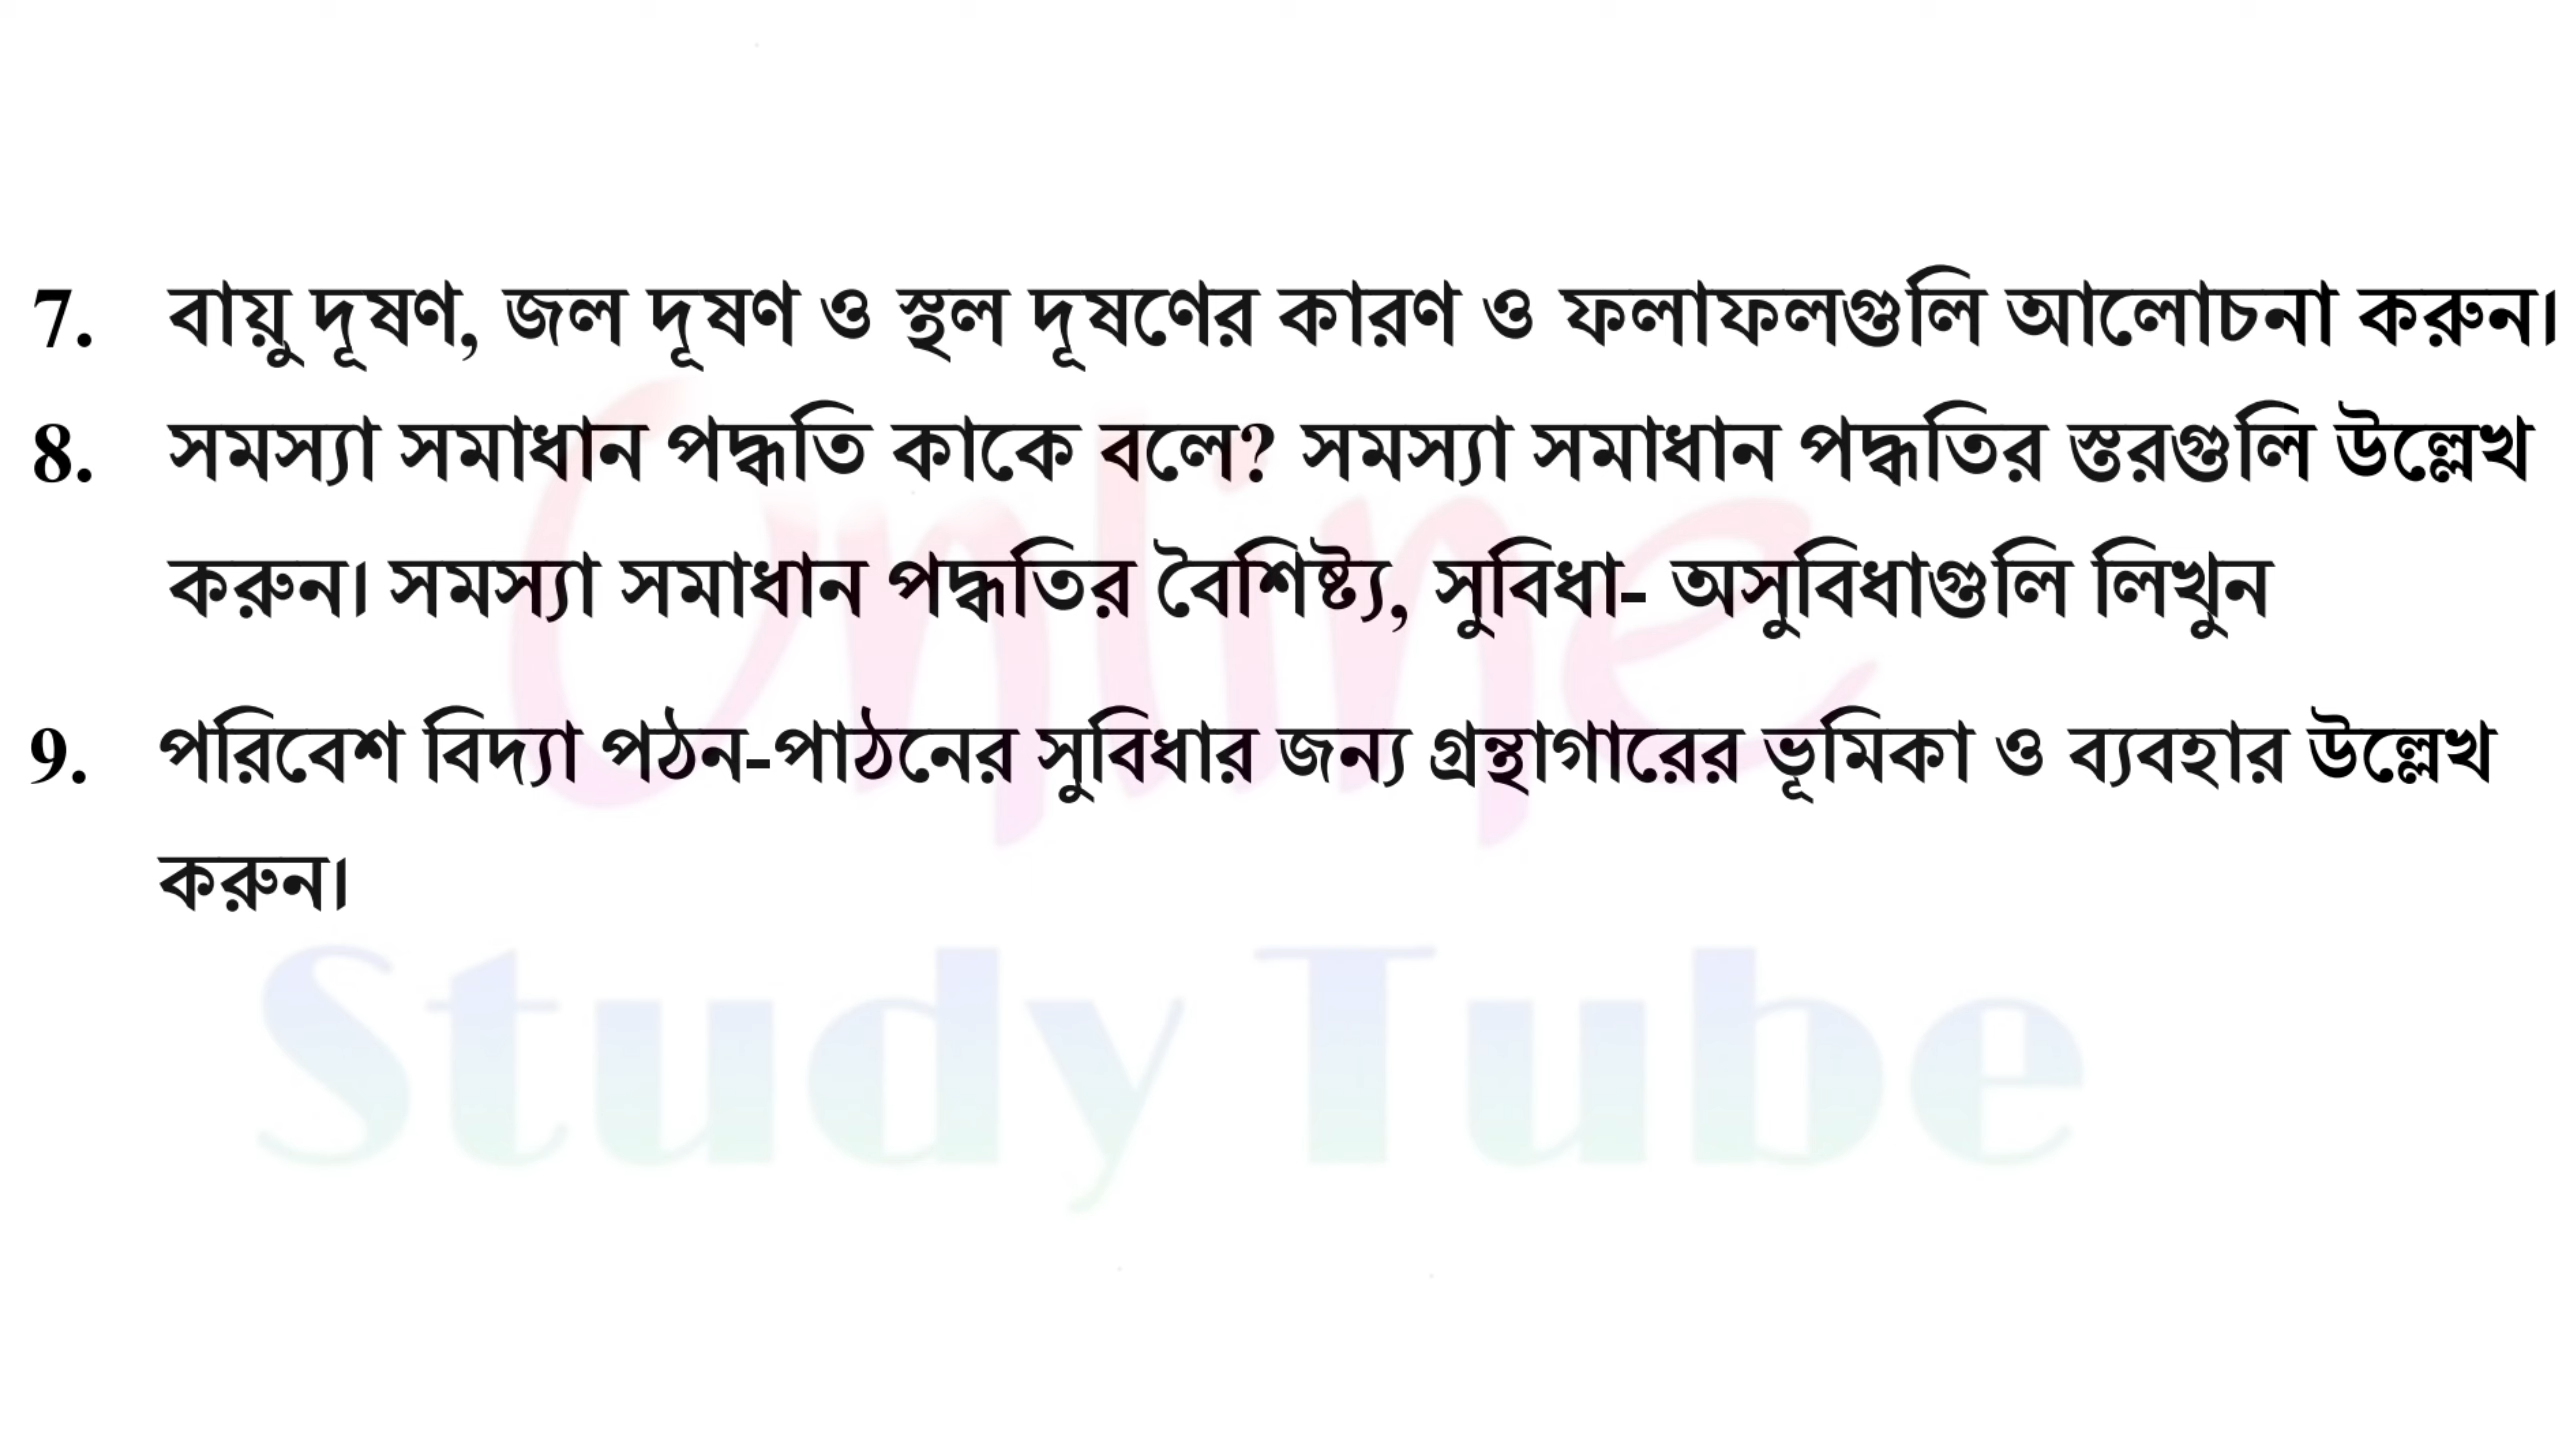 7. বায়ু দূষণ, জল দূষণ ও স্থল দূষণের কারণ ও ফলাফলগুলি আলোচনা করুন।
8. সমস্যা সমাধান পদ্ধতি কাকে বলে? সমস্যা সমাধান পদ্ধতির স্তরগুলি উল্লেখ
করুন। সমস্যা সমাধান পদ্ধতির বৈশিষ্ট্য, সুবিধা- অসুবিধাগুলি লিখুন
Online
9. পরিবেশ বিদ্যা পঠন-পাঠনের সুবিধার জন্য গ্রন্থাগারের ভূমিকা ও ব্যবহার উল্লেখ
করুন।
Study Tube